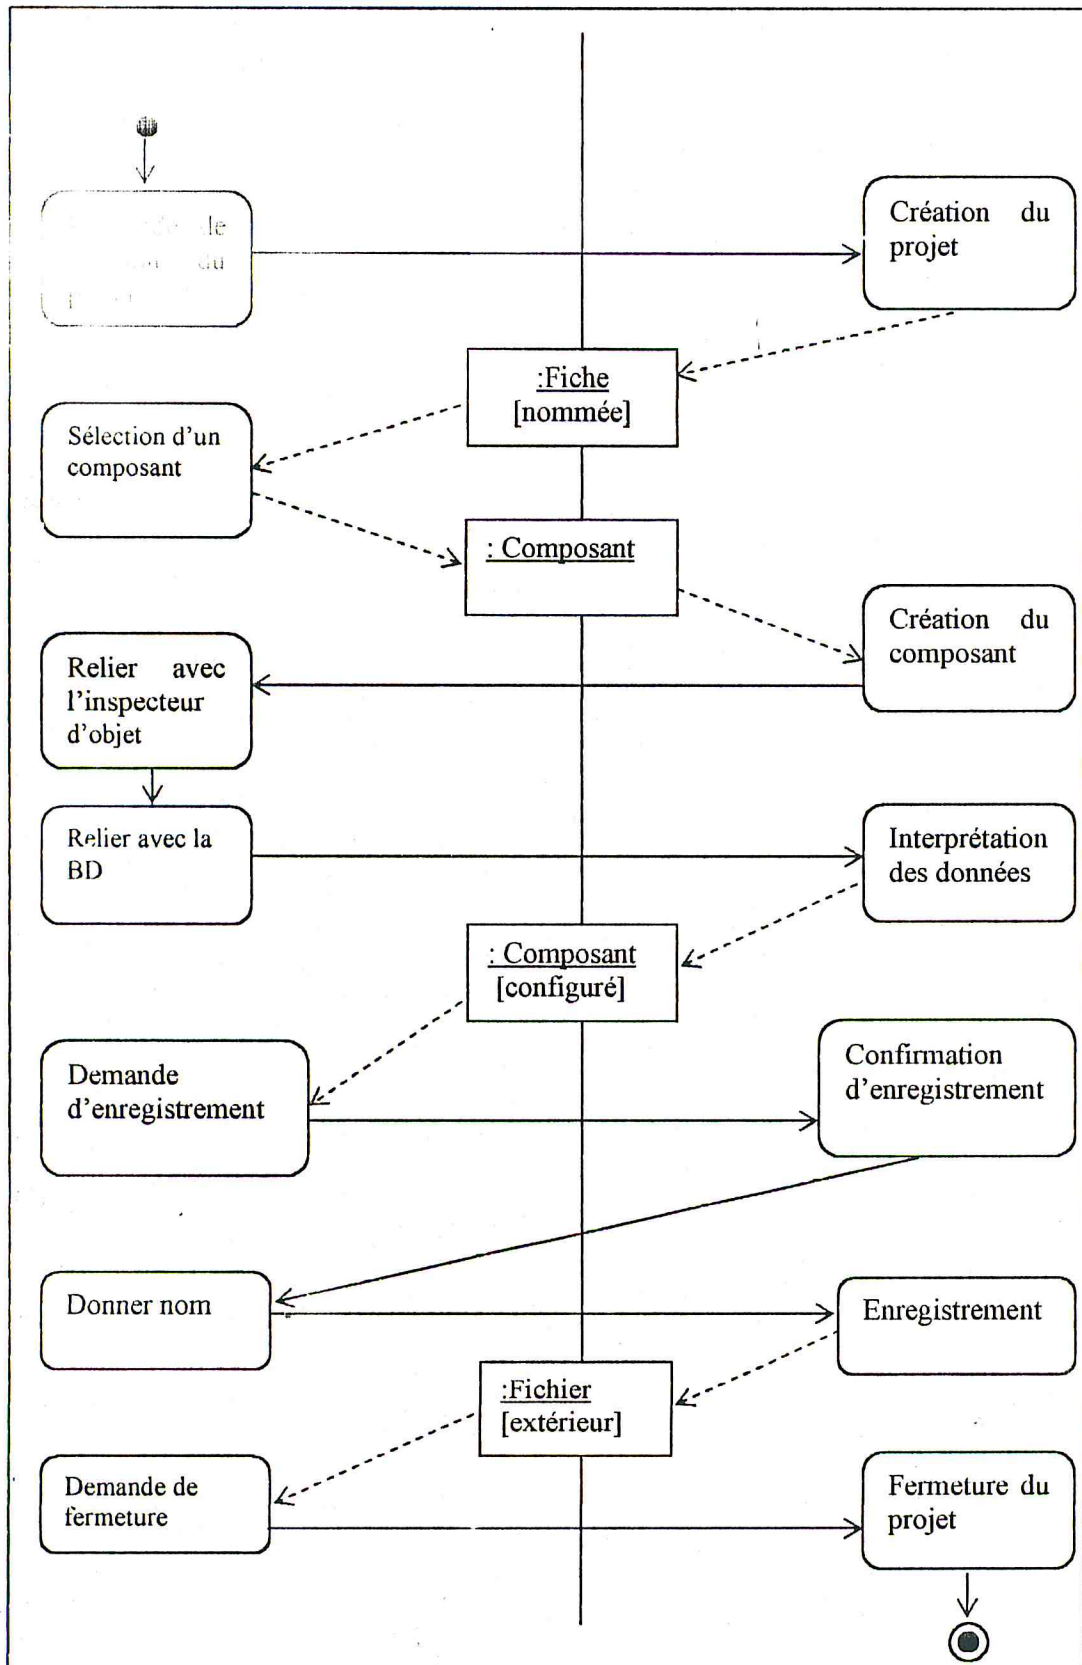 de
du
Création du
projet
:Fiche
[nommée]
Sélection d'un
composant
: Composant
Création du
composant
Relier avec
l'inspecteur
d'objet
Relier avec la
BD
Interprétation
des données
: Composant
[configuré]
Demande
d'enregistrement
Confirmation
d'enregistrement
Donner nom
Enregistrement
:Fichier
[extérieur]
Demande de
fermeture
Fermeture du
projet